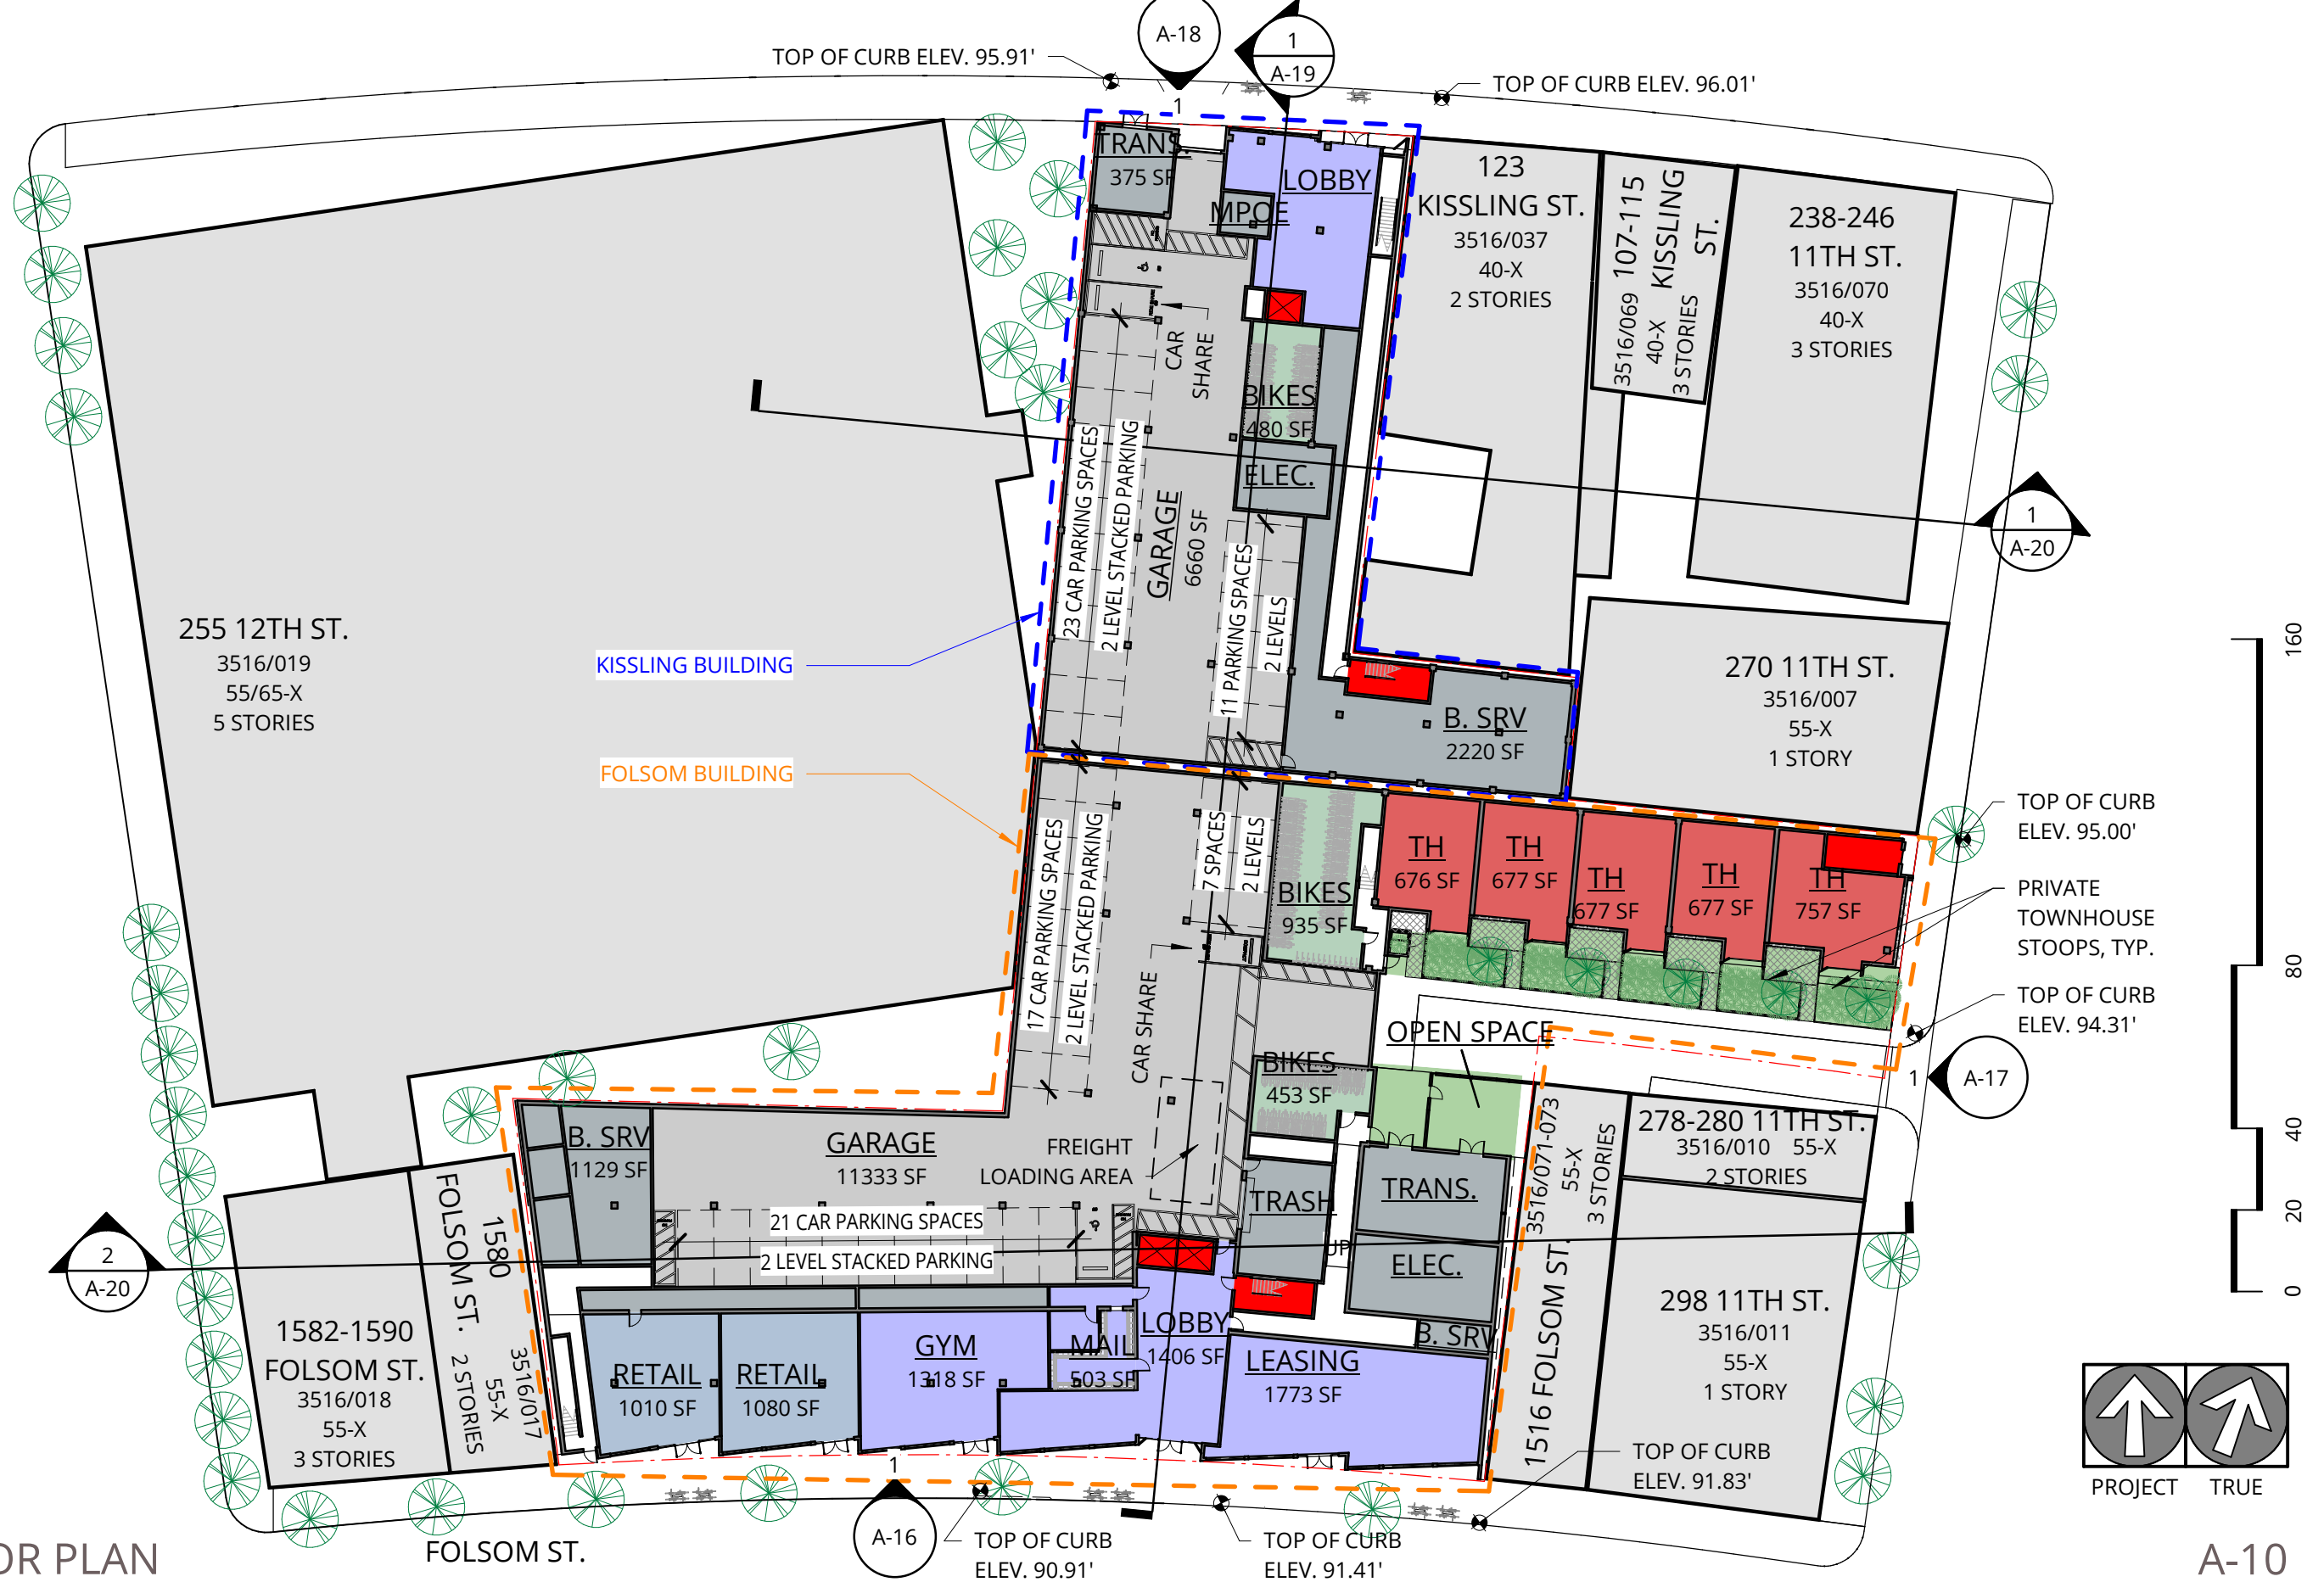 A-18
1
1
A-19
TOP OF CURB ELEV. 95.91'
TOP OF CURB ELEV. 96.01'
TRANS.
375 SF
LOBBY
MPOE
CAR
SHARE
BIKES
480 SF
ELEC.
23 CAR PARKING SPACES
2 LEVEL STACKED PARKING
GARAGE
6660 SF
11 PARKING SPACES
2 LEVELS
B. SRV
2220 SF
123
KISSLING ST.
3516/037
40-X
2 STORIES
107-115
KISSLING
ST.
3516/069
40-X
3 STORIES
238-246
11TH ST.
3516/070
40-X
3 STORIES
1
A-20
270 11TH ST.
3516/007
55-X
1 STORY
255 12TH ST.
3516/019
55/65-X
5 STORIES
KISSLING BUILDING
FOLSOM BUILDING
17 CAR PARKING SPACES
2 LEVEL STACKED PARKING
7 SPACES
2 LEVELS
CAR SHARE
BIKES
935 SF
TH
676 SF
TH
677 SF
TH
677 SF
TH
677 SF
TH
757 SF
TOP OF CURB
ELEV. 95.00'
PRIVATE
TOWNHOUSE
STOOPS, TYP.
TOP OF CURB
ELEV. 94.31'
OPEN SPACE
1
A-17
BIKES
453 SF
B. SRV
1129 SF
GARAGE
11333 SF
FREIGHT
LOADING AREA
21 CAR PARKING SPACES
2 LEVEL STACKED PARKING
TRASH
UP
TRANS.
ELEC.
B. SRV
RETAIL
1010 SF
RETAIL
1080 SF
GYM
1318 SF
MAIL
503 SF
LOBBY
1406 SF
LEASING
1773 SF
1516 FOLSOM ST.
3516/071-073
55-X
3 STORIES
278-280 11TH ST.
3516/010 55-X
2 STORIES
298 11TH ST.
3516/011
55-X
1 STORY
2
A-20
1582-1590
FOLSOM ST.
3516/018
55-X
3 STORIES
1580
FOLSOM ST.
3516/017
55-X
2 STORIES
1
A-16
TOP OF CURB
ELEV. 90.91'
TOP OF CURB
ELEV. 91.41'
TOP OF CURB
ELEV. 91.83'
FOLSOM ST.
160
80
40
20
0
PROJECT
TRUE
OR PLAN
A-10